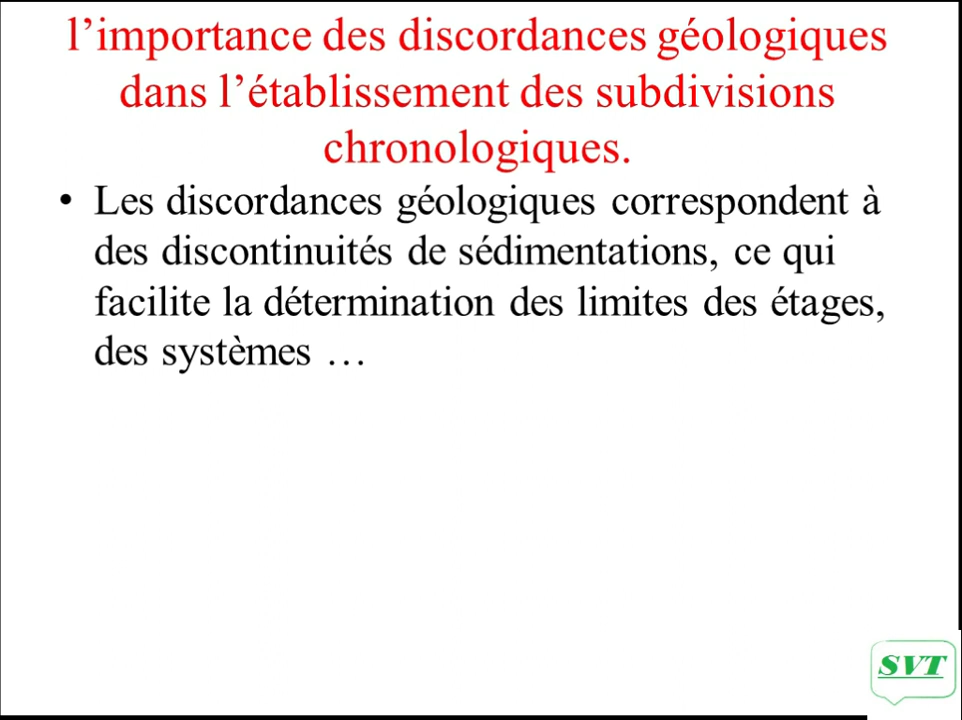 l’importance des discordances géologiques
dans l’établissement des subdivisions
chronologiques.
• Les discordances géologiques correspondent à
des discontinuités de sédimentations, ce qui
facilite la détermination des limites des étages,
des systèmes …
SVT